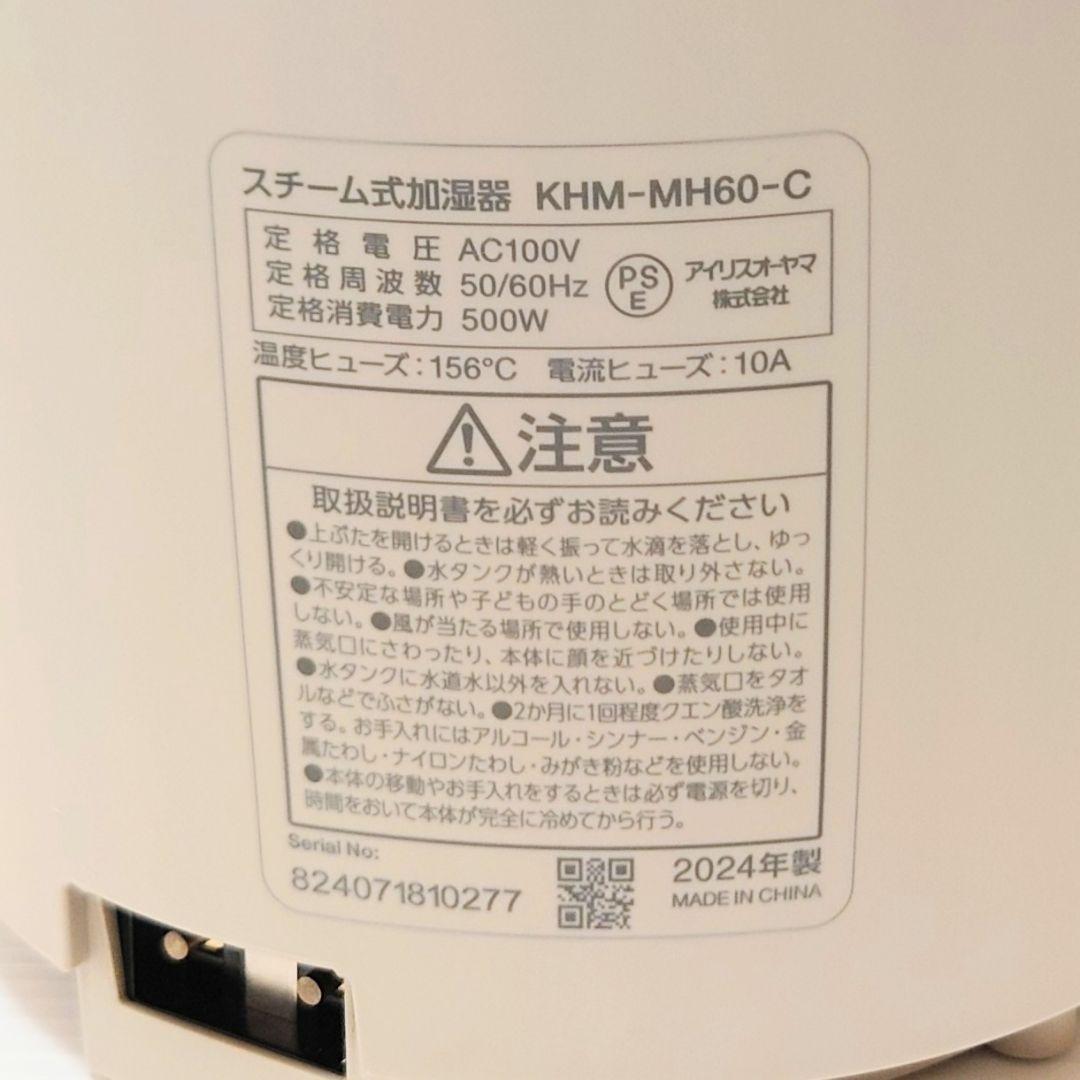 スチーム式加湿器 KHM-MH60-C
定格電圧 AC100V
定格周波数 50/60Hz
定格消費電力 500W
PS
E
アイリスオーヤマ
株式会社
温度ヒューズ:156℃ 電流ヒューズ:10A
注意
取扱説明書を必ずお読みください
●上ぶたを開けるときは軽く振って水滴を落とし、ゆっ
くり開ける。●水タンクが熱いときは取り外さない。
●不安定な場所や子どもの手のとどく場所では使用
しない。●風が当たる場所で使用しない。●使用中に
蒸気口にさわったり、本体に顔を近づけたりしない。
●水タンクに水道水以外を入れない。●蒸気口をタオ
ルなどでふさがない。●2か月に1回程度クエン酸洗浄を
する。お手入れにはアルコール・シンナー・ベンジン・金
属たわし・ナイロンたわし・みがき粉などを使用しない。
●本体の移動やお手入れをするときは必ず電源を切り、
時間をおいて本体が完全に冷めてから行う。
Serial No:
824071810277
2024年製
MADE IN CHINA